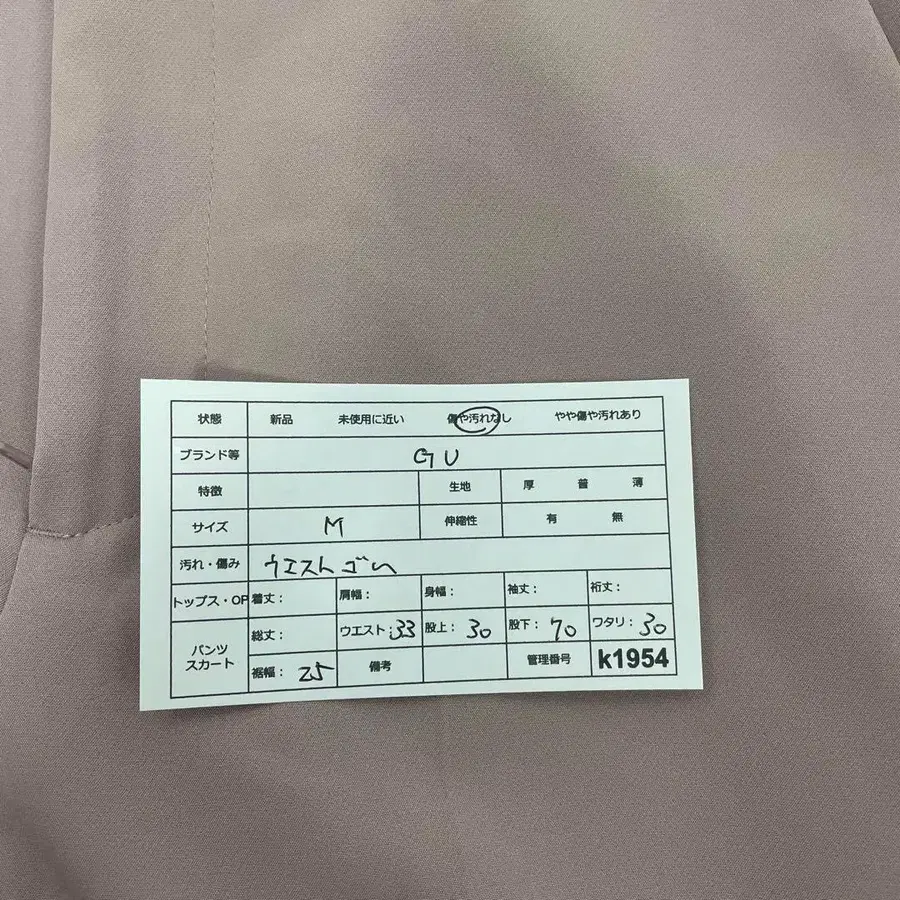 状態 新品 未使用に近い 傷や汚れなし やや傷や汚れあり
ブランド等 GU
特徴 生地 厚 普 薄
サイズ M 伸縮性 有 無
汚れ・傷み ウエストゴム
トップス・OP 着丈： 肩幅： 身幅： 袖丈： 裄丈：
パンツ スカート 総丈： ウエスト：33 股上：30 股下：70 ワタリ：30
裾幅：25 備考 管理番号 k1954